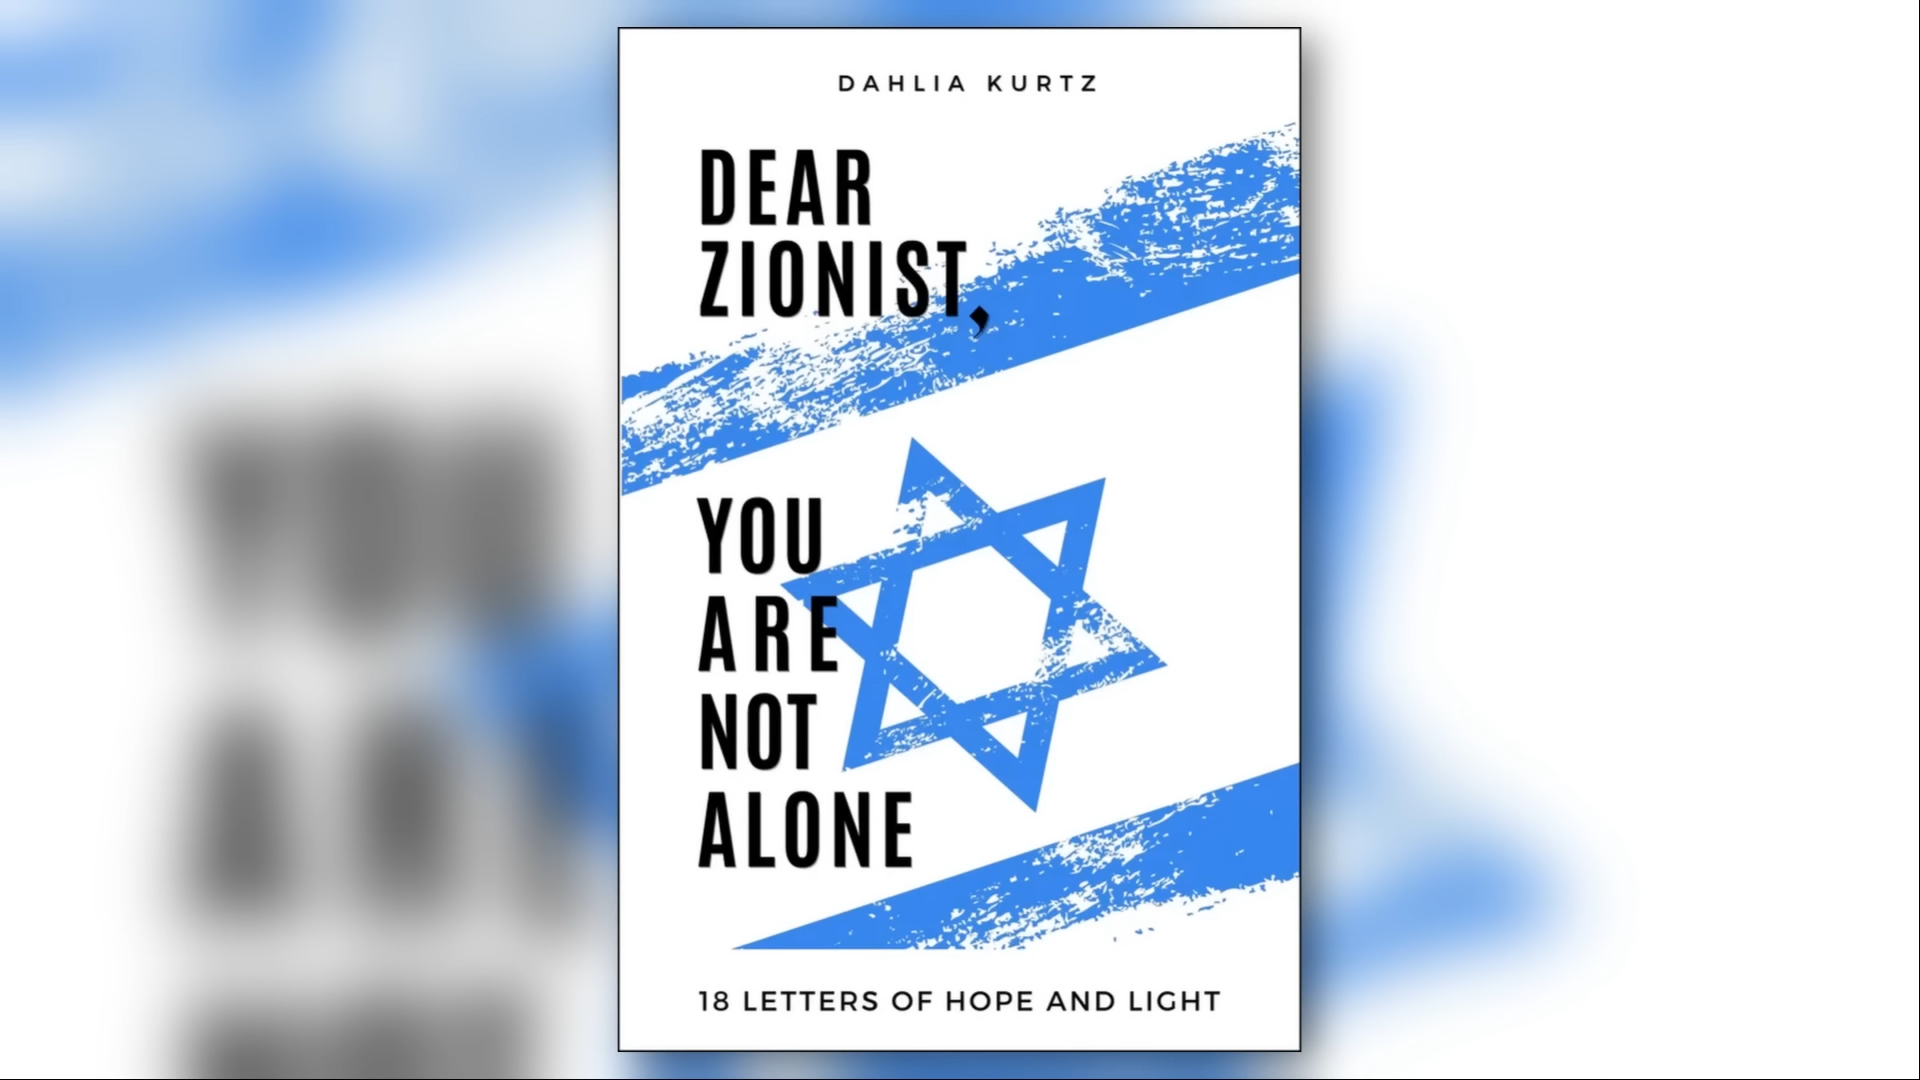 DAHLIA KURTZ
DEAR
ZIONIST,
YOU
ARE
NOT
ALONE
18 LETTERS OF HOPE AND LIGHT